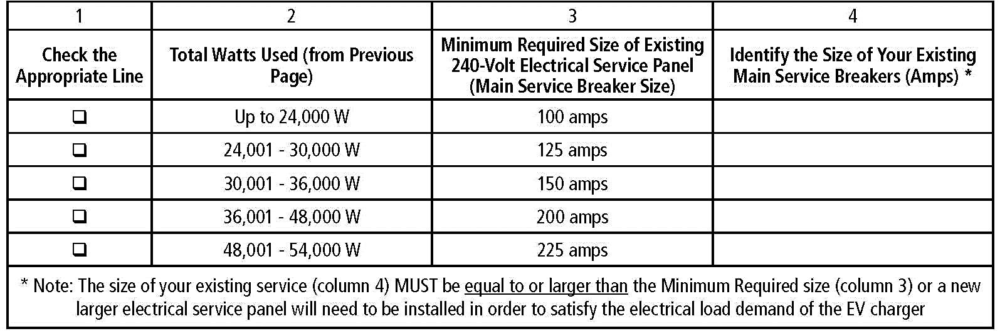 1 2 3 4
Check the Appropriate Line
Total Watts Used (from Previous Page)
Minimum Required Size of Existing 240-Volt Electrical Service Panel (Main Service Breaker Size)
Identify the Size of Your Existing Main Service Breakers (Amps) *
❑ Up to 24,000 W 100 amps
❑ 24,001 - 30,000 W 125 amps
❑ 30,001 - 36,000 W 150 amps
❑ 36,001 - 48,000 W 200 amps
❑ 48,001 - 54,000 W 225 amps
* Note: The size of your existing service (column 4) MUST be equal to or larger than the Minimum Required size (column 3) or a new
larger electrical service panel will need to be installed in order to satisfy the electrical load demand of the EV charger